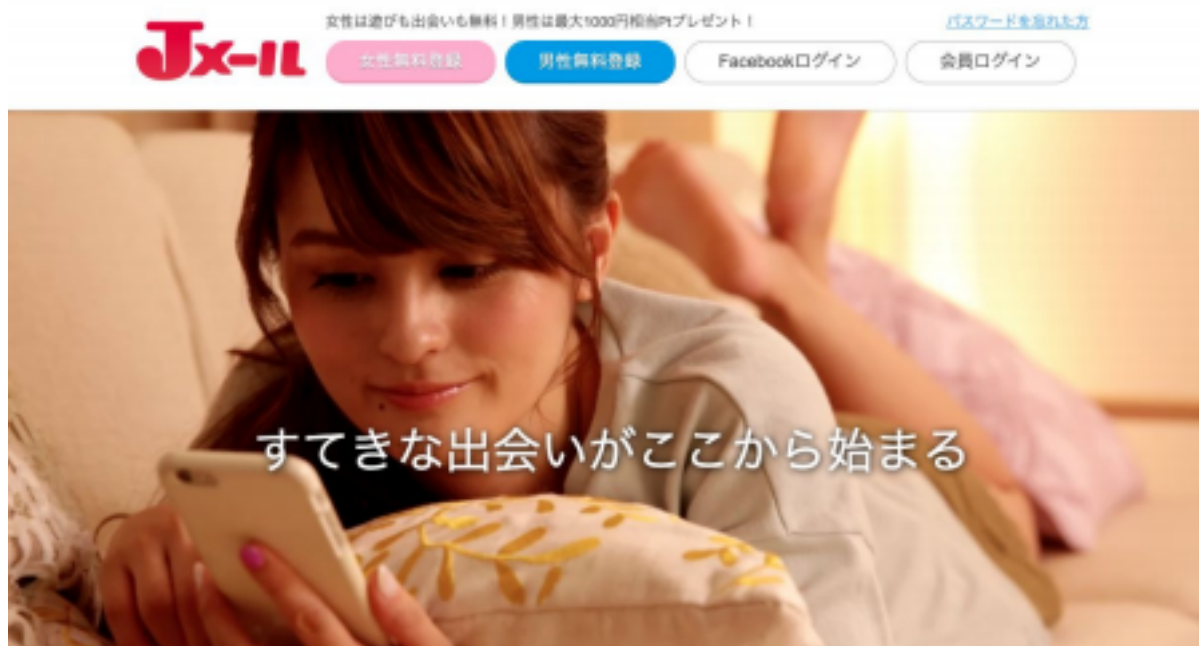 女性は遊びも出会いも無料！男性は最大1000円相当Ptプレゼント！
パスワードを忘れた方
Jメール
女性無料登録
男性無料登録
Facebookログイン
会員ログイン
すてきな出会いがここから始まる